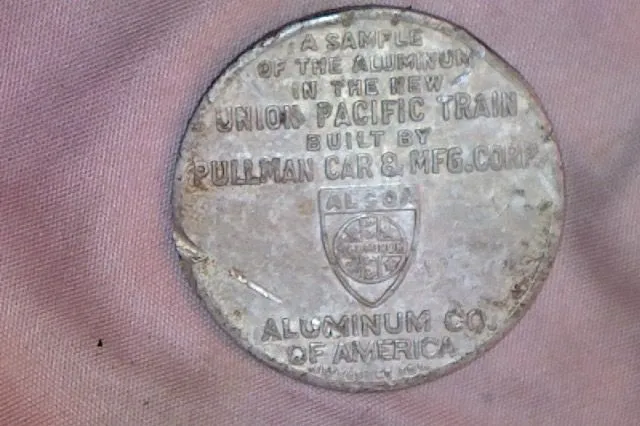 A SAMPLE
OF THE ALUMINUM
IN THE NEW
UNION PACIFIC TRAIN
BUILT BY
PULLMAN CAR & MFG. CORP.
ALCOA
ALUMINUM
ALUMINUM CO.
OF AMERICA